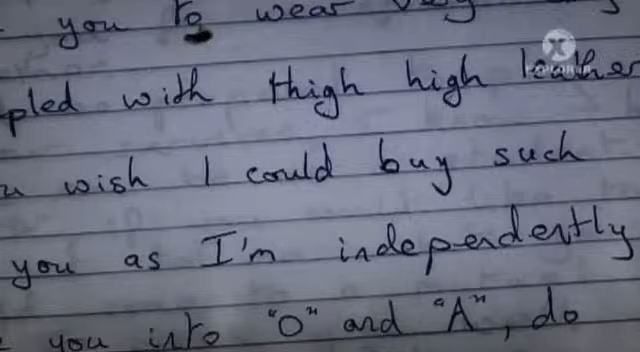 you to wear
pled with thigh high leather
wish I could buy such
you as I'm independently
you into "O" and "A", do